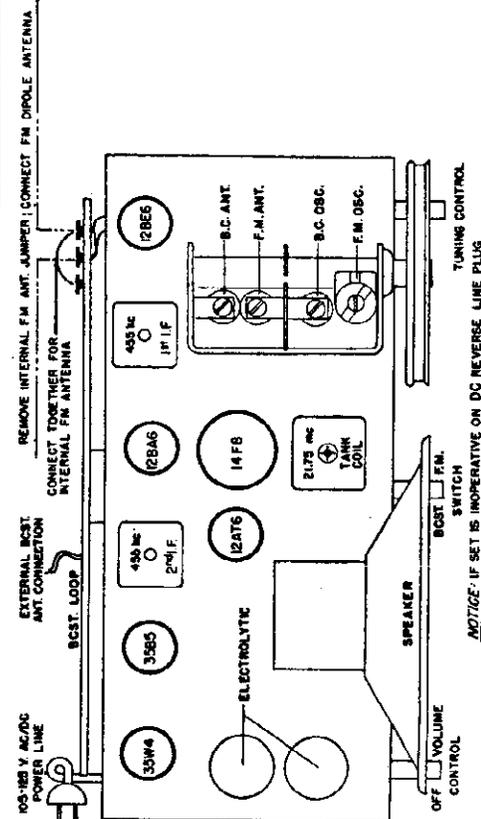 REMOVE INTERNAL FM ANT. JUMPER; CONNECT FM DIPOLE ANTENNA
CONNECT TOGETHER FOR
INTERNAL FM ANTENNA
EXTERNAL BCST.
ANT. CONNECTION
105-125 V. AC/DC
POWER LINE
BCST. LOOP
35W4
35B5
455 kc
2nd I.F.
12BA6
455 kc
1st I.F.
12BE6
ELECTROLYTIC
12AT6
14F8
B.C. ANT.
F.M. ANT.
B.C. OSC.
F.M. OSC.
21.75 mc
TANK
COIL
SPEAKER
OFF VOLUME
CONTROL
BCST. F.M.
SWITCH
TUNING CONTROL
NOTICE: IF SET IS INOPERATIVE ON DC REVERSE LINE PLUG